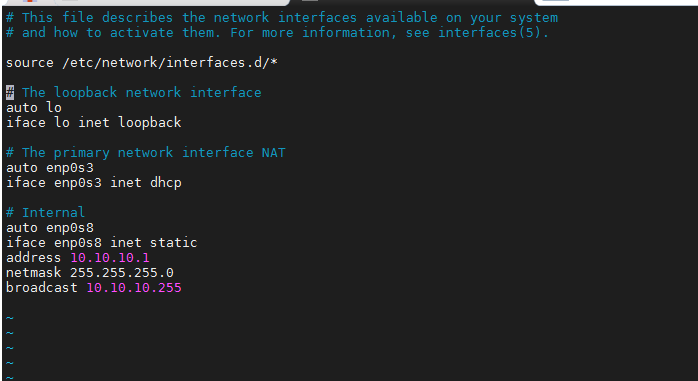 # This file describes the network interfaces available on your system
# and how to activate them. For more information, see interfaces(5).
source /etc/network/interfaces.d/*
# The loopback network interface
auto lo
iface lo inet loopback
# The primary network interface NAT
auto enp0s3
iface enp0s3 inet dhcp
# Internal
auto enp0s8
iface enp0s8 inet static
address 10.10.10.1
netmask 255.255.255.0
broadcast 10.10.10.255
~
~
~
~
~